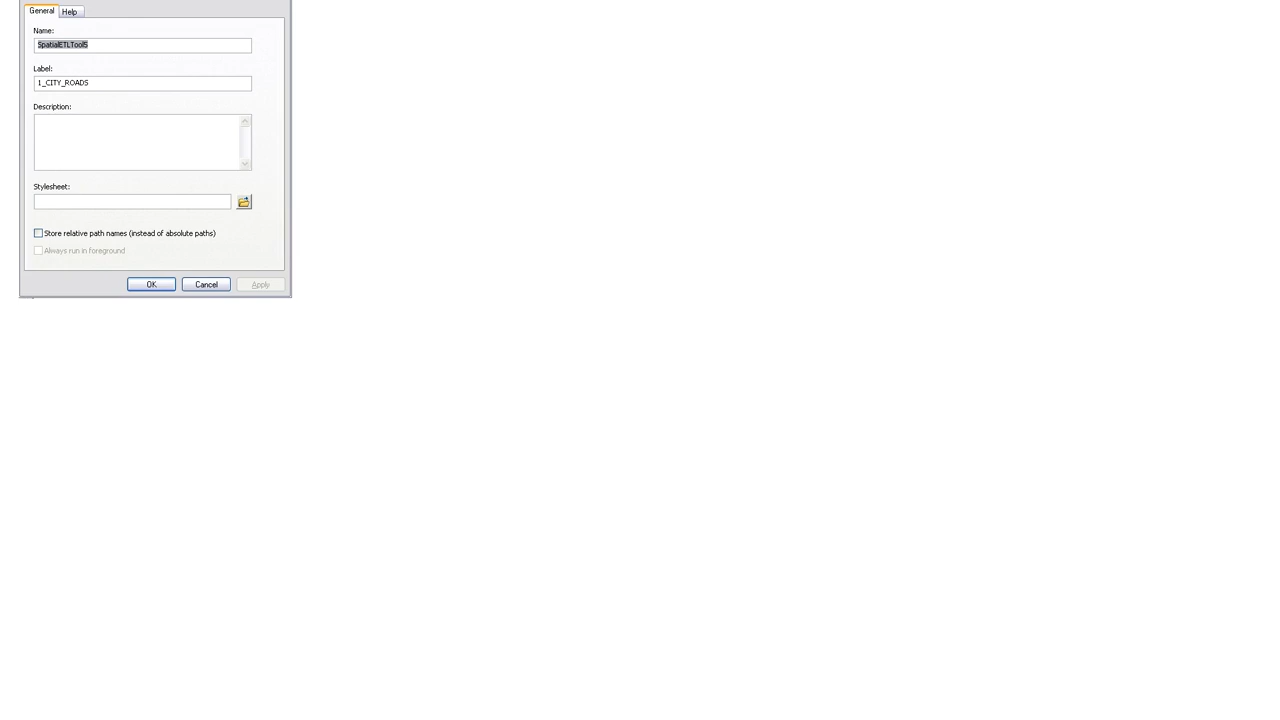 General Help
Name:
SpatialETLTool5
Label:
1_CITY_ROADS
Description:
Stylesheet:
Store relative path names (instead of absolute paths)
Always run in foreground
OK Cancel Apply